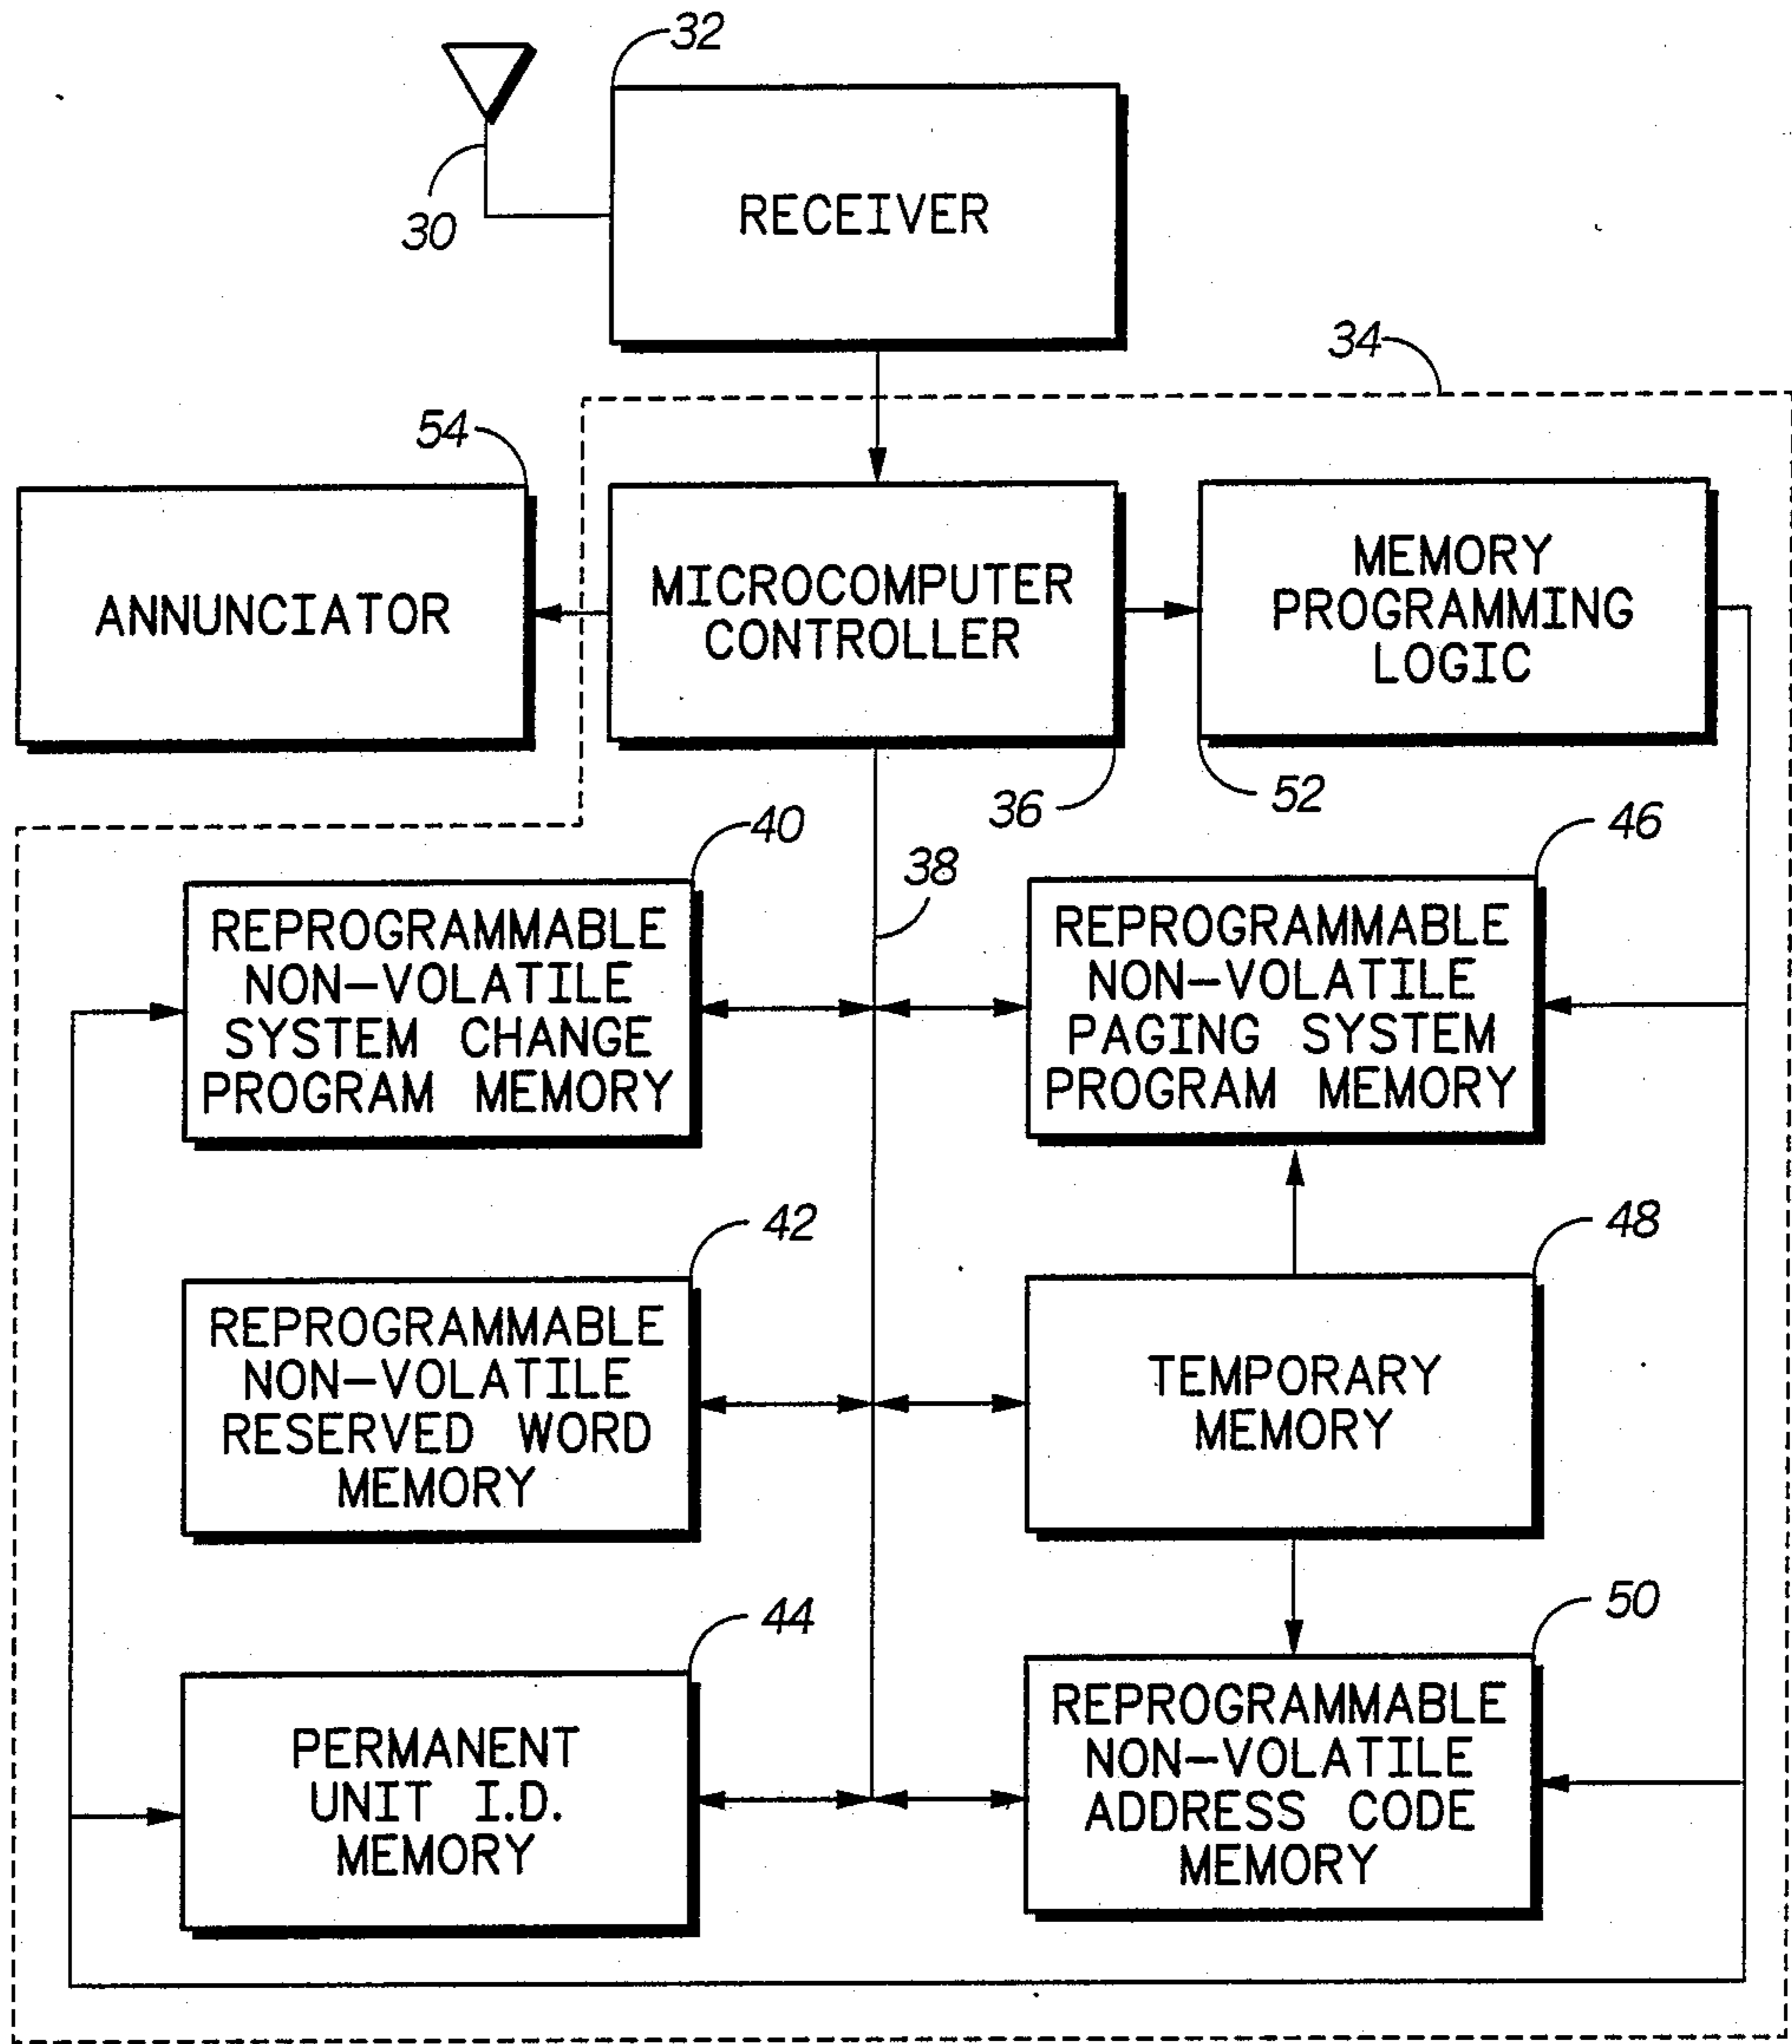 32
30
RECEIVER
34
54
ANNUNCIATOR
MICROCOMPUTER
CONTROLLER
MEMORY
PROGRAMMING
LOGIC
36
52
40
38
46
REPROGRAMMABLE
NON-VOLATILE
SYSTEM CHANGE
PROGRAM MEMORY
REPROGRAMMABLE
NON-VOLATILE
PAGING SYSTEM
PROGRAM MEMORY
42
48
REPROGRAMMABLE
NON-VOLATILE
RESERVED WORD
MEMORY
TEMPORARY
MEMORY
44
50
PERMANENT
UNIT I.D.
MEMORY
REPROGRAMMABLE
NON-VOLATILE
ADDRESS CODE
MEMORY